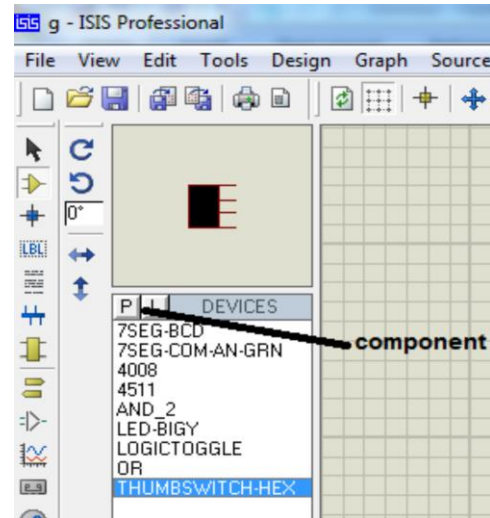 isis g - ISIS Professional
File View Edit Tools Design Graph Source
0°
LBL
P L DEVICES
component
7SEG-BCD
7SEG-COM-AN-GRN
4008
4511
AND_2
LED-BIGY
LOGICTOGGLE
OR
THUMBSWITCH-HEX